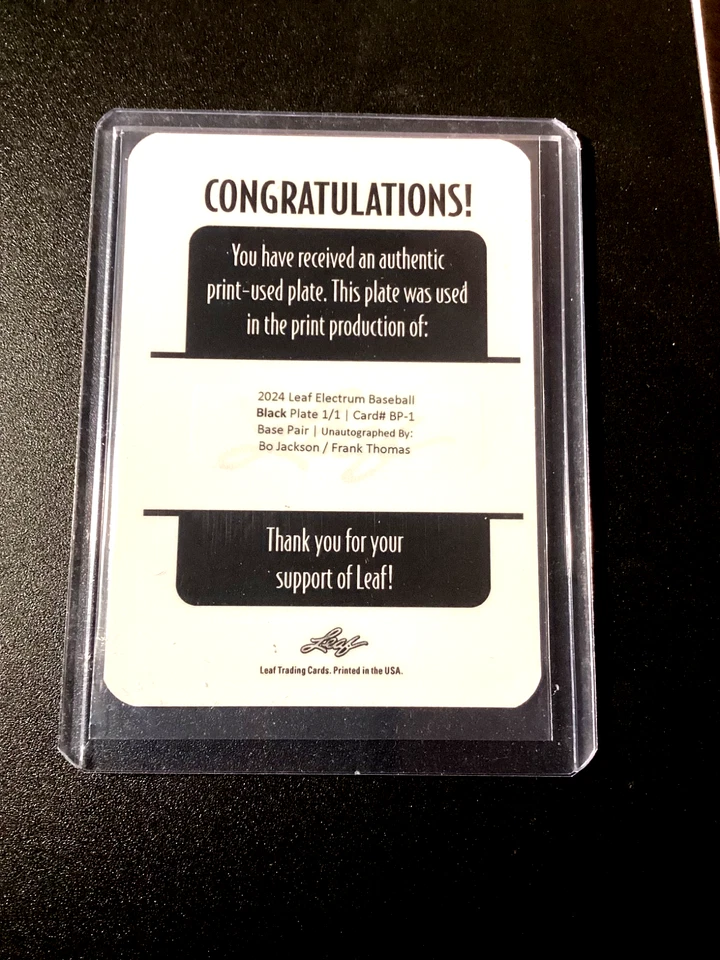 CONGRATULATIONS!
You have received an authentic
print-used plate. This plate was used
in the print production of:
2024 Leaf Electrum Baseball
Black Plate 1/1 | Card# BP-1
Base Pair | Unautographed By:
Bo Jackson / Frank Thomas
Thank you for your
support of Leaf!
Leaf
Leaf Trading Cards. Printed in the USA.